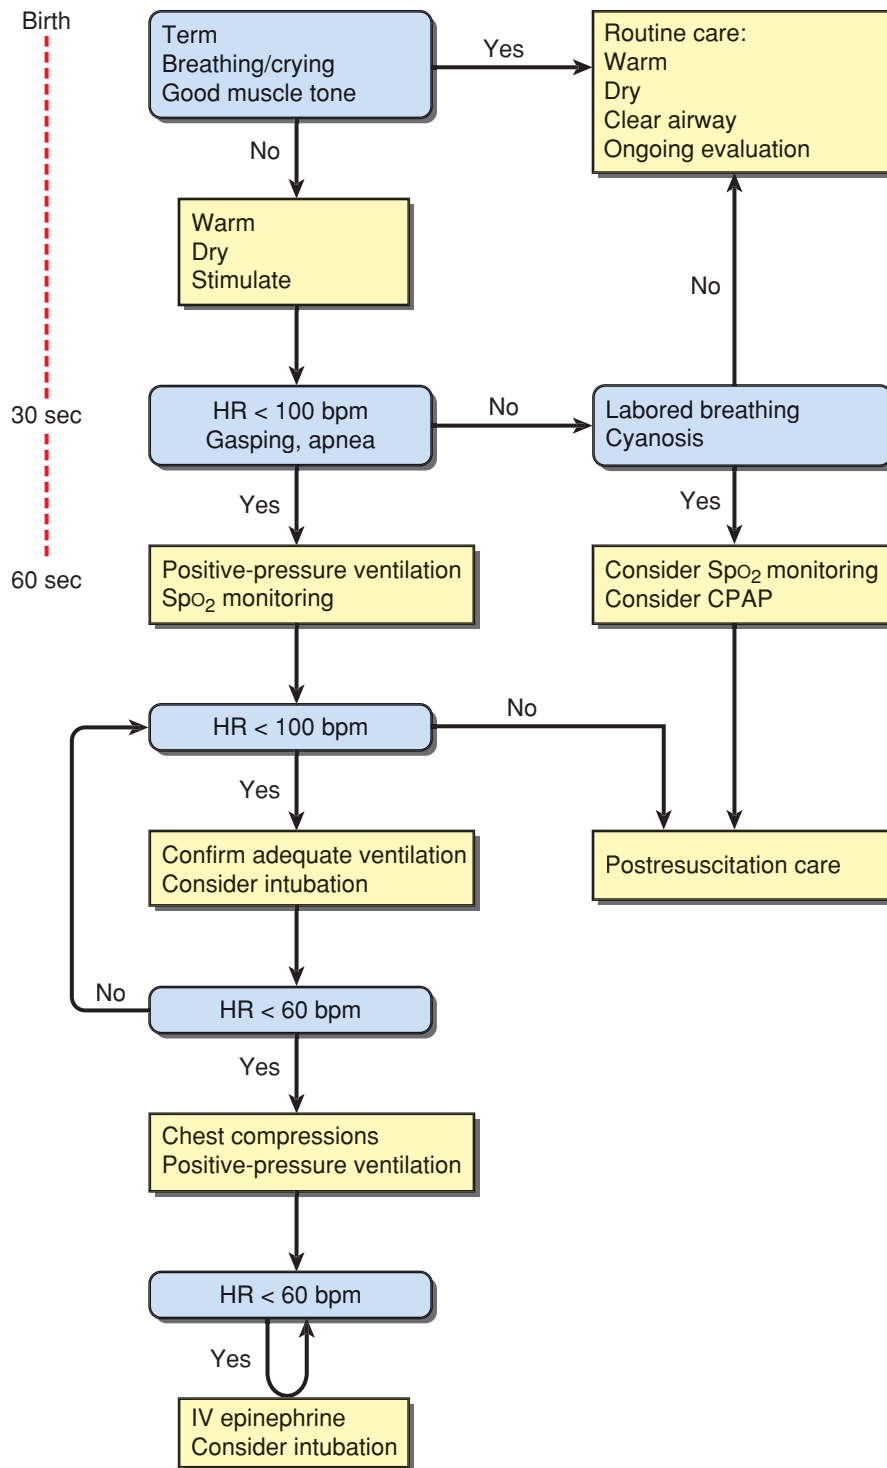 Birth
Term
Breathing/crying
Good muscle tone
Yes
Routine care:
Warm
Dry
Clear airway
Ongoing evaluation
No
Warm
Dry
Stimulate
No
30 sec
HR < 100 bpm
Gasping, apnea
No
Labored breathing
Cyanosis
Yes
Yes
60 sec
Positive-pressure ventilation
SpO₂ monitoring
Consider SpO₂ monitoring
Consider CPAP
HR < 100 bpm
No
Yes
Confirm adequate ventilation
Consider intubation
Postresuscitation care
No
HR < 60 bpm
Yes
Chest compressions
Positive-pressure ventilation
HR < 60 bpm
Yes
IV epinephrine
Consider intubation